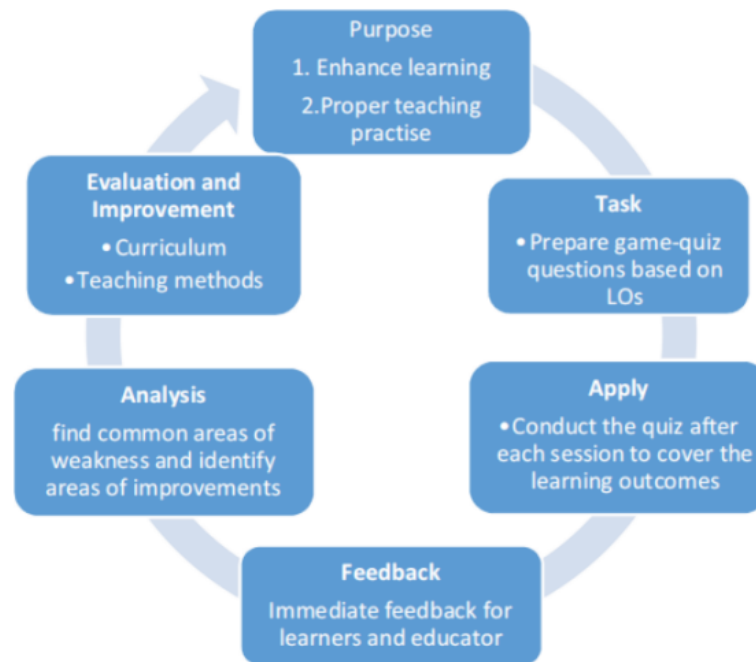 Purpose
1. Enhance learning
2.Proper teaching
practise
Task
•Prepare game-quiz
questions based on
LOs
Apply
•Conduct the quiz after
each session to cover the
learning outcomes
Feedback
Immediate feedback for
learners and educator
Analysis
find common areas of
weakness and identify
areas of improvements
Evaluation and
Improvement
•Curriculum
•Teaching methods